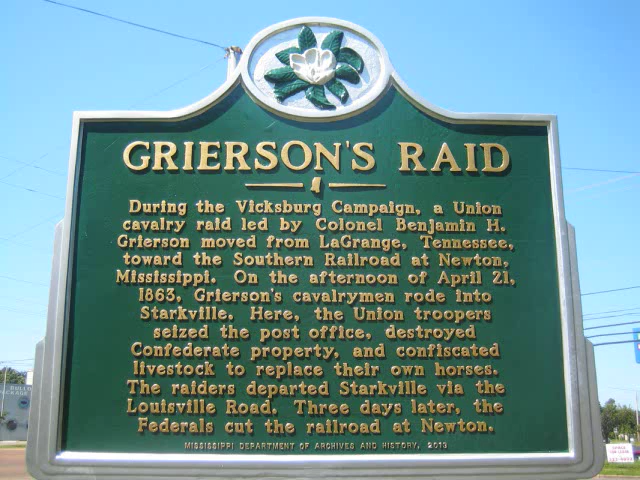 GRIERSON'S RAID
During the Vicksburg Campaign, a Union
cavalry raid led by Colonel Benjamin H.
Grierson moved from LaGrange, Tennessee,
toward the Southern Railroad at Newton,
Mississippi. On the afternoon of April 21,
1863, Grierson's cavalrymen rode into
Starkville. Here, the Union troopers
seized the post office, destroyed
Confederate property, and confiscated
livestock to replace their own horses.
The raiders departed Starkville via the
Louisville Road. Three days later, the
Federals cut the railroad at Newton.
MISSISSIPPI DEPARTMENT OF ARCHIVES AND HISTORY, 2013